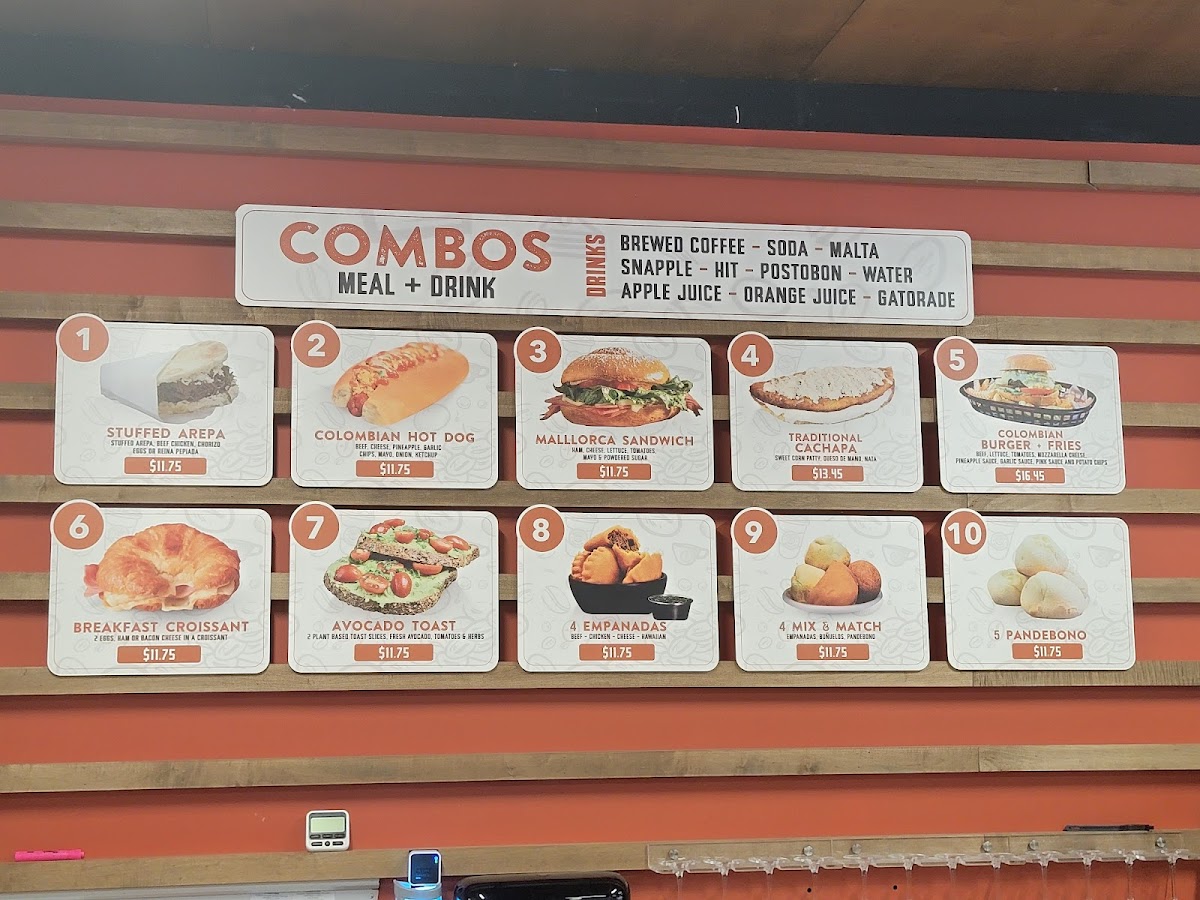 COMBOS
MEAL + DRINK
DRINKS
BREWED COFFEE - SODA - MALTA
SNAPPLE - HIT - POSTOBON - WATER
APPLE JUICE - ORANGE JUICE - GATORADE
1
STUFFED AREPA
STUFFED AREPA, BEEF CHICKEN, CHORIZO,
EGGS OR REINA PEPIADA
$11.75
2
COLOMBIAN HOT DOG
BEEF, CHEESE, PINEAPPLE, GARLIC
CHIPS, MAYO, ONION, KETCHUP
$11.75
3
MALLLORCA SANDWICH
HAM, CHEESE, LETTUCE, TOMATOES,
MAYO & POWDERED SUGAR
$11.75
4
TRADITIONAL
CACHAPA
SWEET CORN PATTY, QUESO DE MANO, NATA
$13.45
5
COLOMBIAN
BURGER + FRIES
BEEF, LETTUCE, TOMATOES, MOZZARELLA CHEESE,
PINEAPPLE SAUCE, GARLIC SAUCE, PINK SAUCE AND POTATO CHIPS
$16.45
6
BREAKFAST CROISSANT
2 EGGS, HAM OR BACON CHEESE IN A CROISSANT
$11.75
7
AVOCADO TOAST
2 PLANT BASED TOAST SLICES, FRESH AVOCADO, TOMATOES & HERBS
$11.75
8
4 EMPANADAS
BEEF - CHICKEN - CHEESE - HAWAIIAN
$11.75
9
4 MIX & MATCH
EMPANADAS, BUÑUELOS, PANDEBONO
$11.75
10
5 PANDEBONO
$11.75